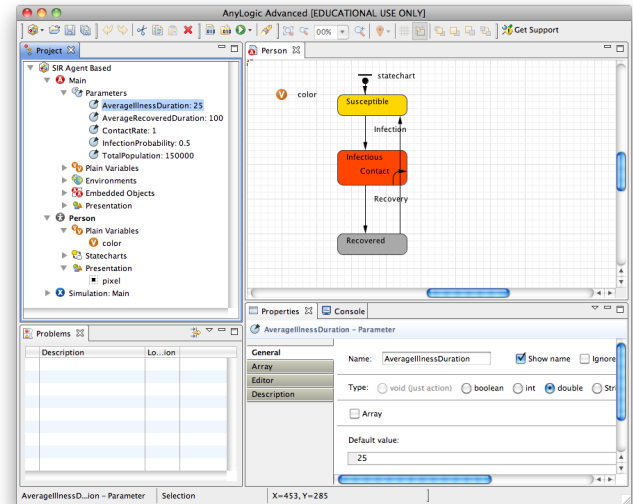 AnyLogic Advanced [EDUCATIONAL USE ONLY]
00%
Get Support
Project
SIR Agent Based
Main
Parameters
AverageIllnessDuration: 25
AverageRecoveredDuration: 100
ContactRate: 1
InfectionProbability: 0.5
TotalPopulation: 150000
Plain Variables
Environments
Embedded Objects
Presentation
Person
Plain Variables
color
Statecharts
Presentation
pixel
Simulation: Main
Person
statechart
color
Susceptible
Infection
Infectious
Contact
Recovery
Recovered
Problems
Description Lo...ion
Properties Console
AverageIllnessDuration – Parameter
General
Array
Editor
Description
Name: AverageIllnessDuration Show name Ignore
Type: void (just action) boolean int double Stri
Array
Default value:
25
AverageIllnessD...ion – Parameter Selection X=453, Y=285